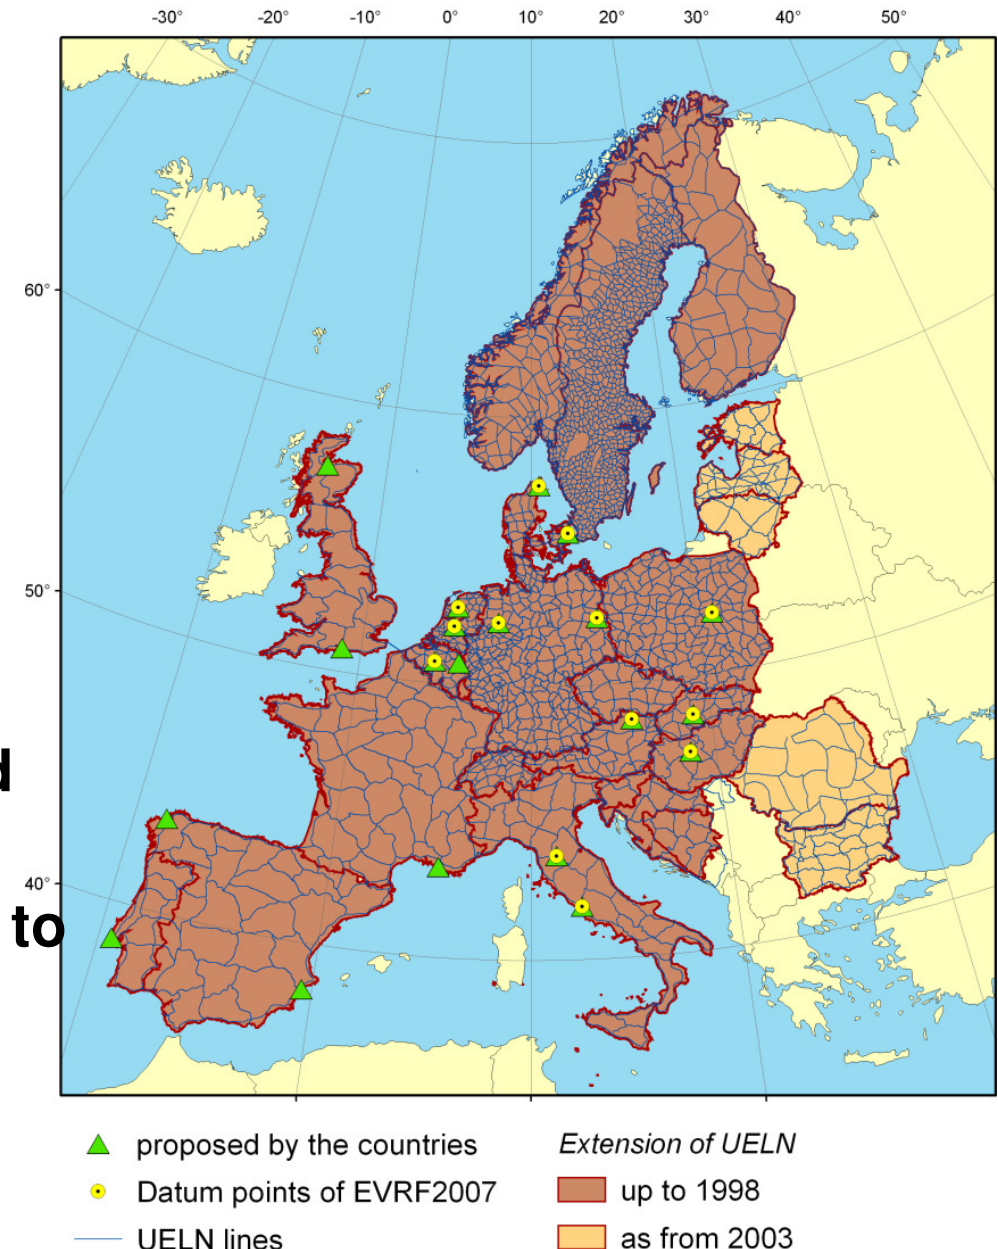 -30° -20° -10° 0° 10° 20° 30° 40° 50°
60°
50°
d
40°
to
proposed by the countries
Datum points of EVRF2007
UELN lines
Extension of UELN
up to 1998
as from 2003